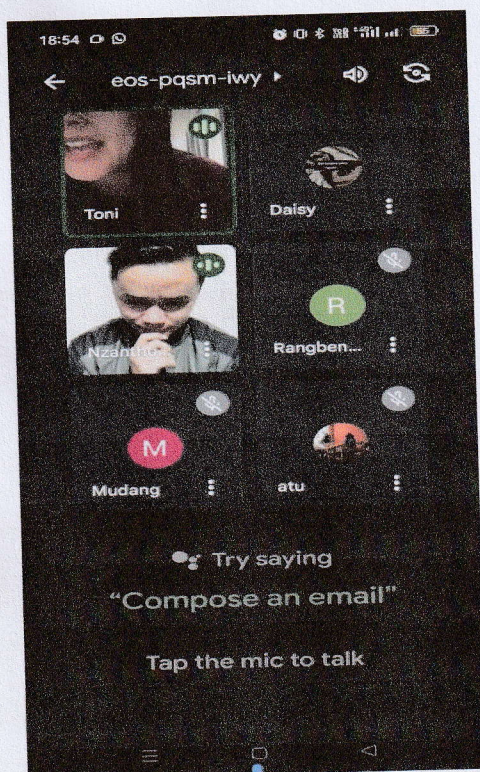 18:54
eos-pqsm-iwy
Toni
Daisy
Rangben...
M
R
Mudang
atu
Try saying
“Compose an email”
Tap the mic to talk